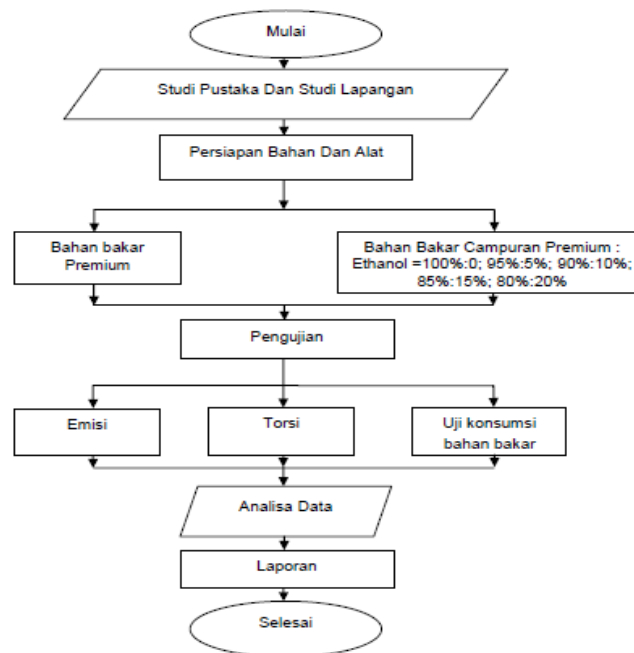 Mulai
Studi Pustaka Dan Studi Lapangan
Persiapan Bahan Dan Alat
Bahan bakar
Premium
Bahan Bakar Campuran Premium :
Ethanol =100%:0; 95%:5%; 90%:10%;
85%:15%; 80%:20%
Pengujian
Emisi
Torsi
Uji konsumsi
bahan bakar
Analisa Data
Laporan
Selesai